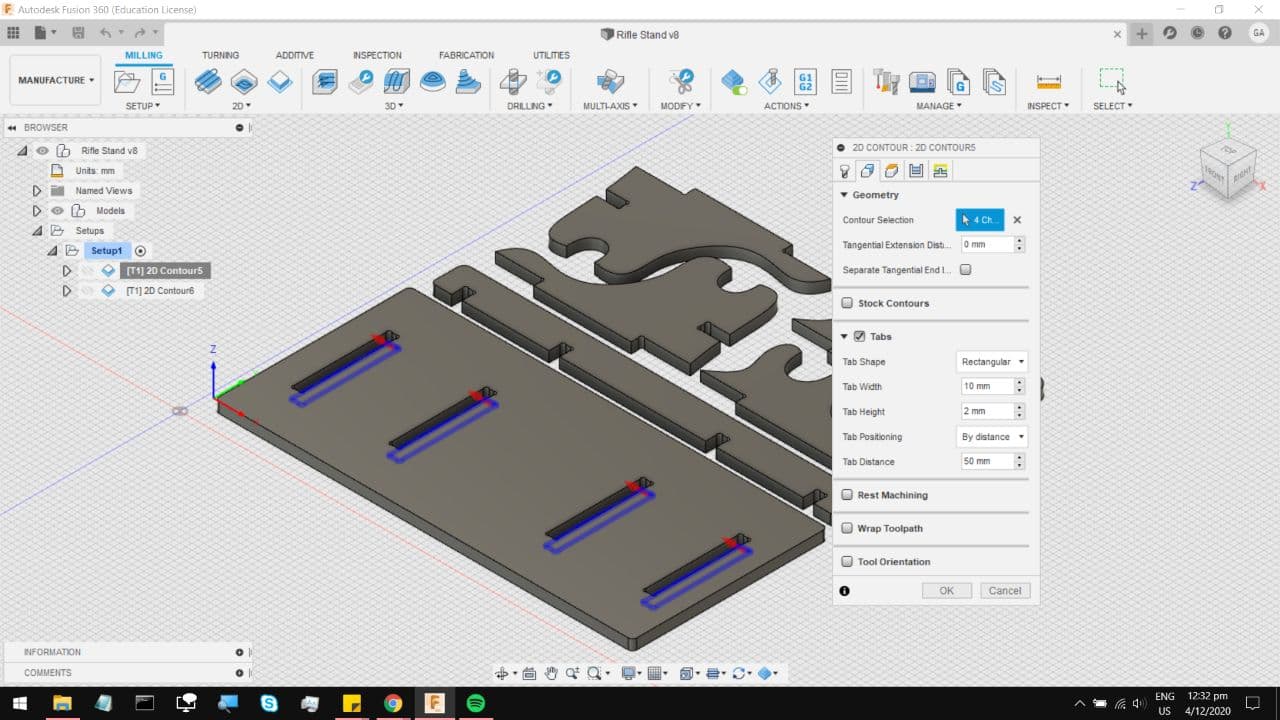 Autodesk Fusion 360 (Education License)
Rifle Stand v8
GA
MILLING TURNING ADDITIVE INSPECTION FABRICATION UTILITIES
MANUFACTURE
G
G1
G2
G
SETUP 2D 3D DRILLING MULTI-AXIS MODIFY ACTIONS MANAGE INSPECT SELECT
BROWSER
Rifle Stand v8
Units: mm
Named Views
Models
Setups
Setup1
[T1] 2D Contour5
[T1] 2D Contour6
Z
Y
TOP
FRONT
RIGHT
Z
X
2D CONTOUR : 2D CONTOUR5
Geometry
Contour Selection 4 Ch...
Tangential Extension Dist... 0 mm
Separate Tangential End l...
Stock Contours
Tabs
Tab Shape Rectangular
Tab Width 10 mm
Tab Height 2 mm
Tab Positioning By distance
Tab Distance 50 mm
Rest Machining
Wrap Toolpath
Tool Orientation
OK Cancel
INFORMATION
COMMENTS
ENG
US
12:32 pm
4/12/2020